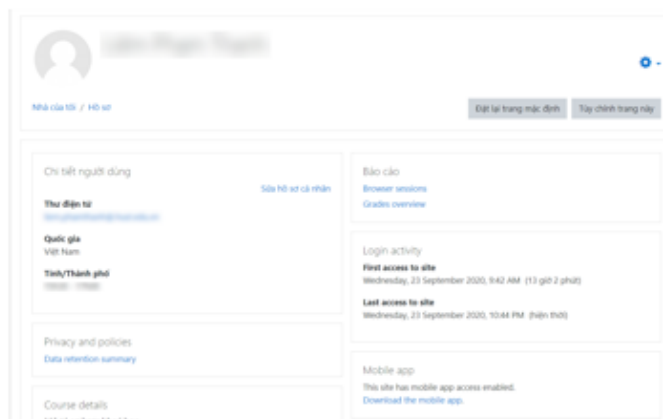 Nhà của tôi / Hồ sơ
Đặt lại trang mặc định
Tùy chỉnh trang này
Chi tiết người dùng
Sửa hồ sơ cá nhân
Thư điện tử
Quốc gia
Việt Nam
Tỉnh/Thành phố
Privacy and policies
Data retention summary
Course details
Báo cáo
Browser sessions
Grades overview
Login activity
First access to site
Wednesday, 23 September 2020, 9:42 AM (13 giờ 2 phút)
Last access to site
Wednesday, 23 September 2020, 10:44 PM (hiện thời)
Mobile app
This site has mobile app access enabled.
Download the mobile app.